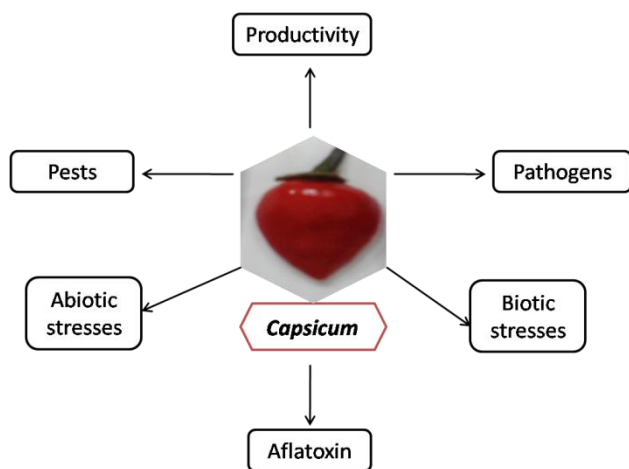 Productivity
Pests
Pathogens
Abiotic
stresses
Biotic
stresses
Capsicum
Aflatoxin